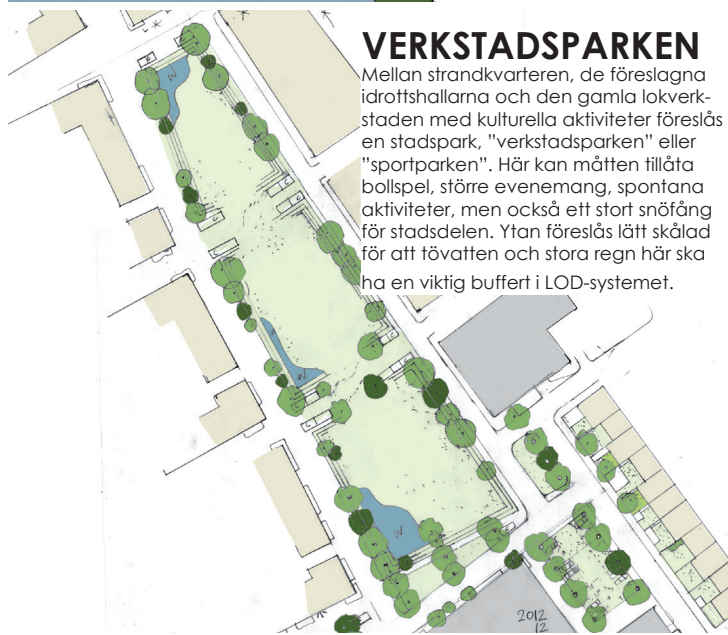 VERKSTADSPARKEN
Mellan strandkvarteren, de föreslagna
idrottshallarna och den gamla lokverk-
staden med kulturella aktiviteter föreslås
en stadspark, ”verkstadsparken” eller
”sportparken”. Här kan måtten tillåta
bollspel, större evenemang, spontana
aktiviteter, men också ett stort snöfång
för stadsdelen. Ytan föreslås lätt skålad
för att tövatten och stora regn här ska
ha en viktig buffert i LOD-systemet.
2012
12